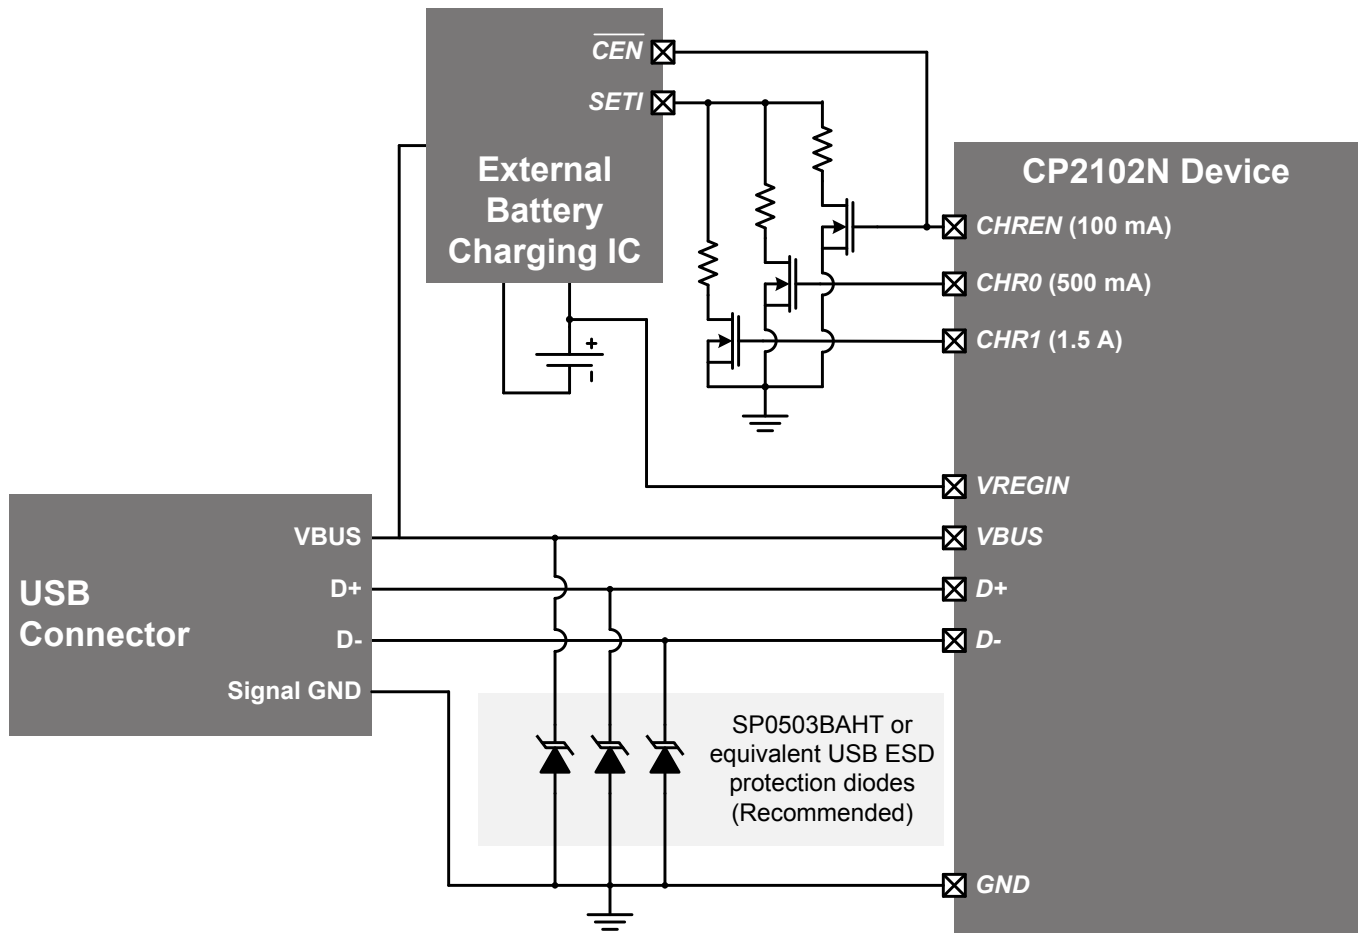 CEN
SETI
External
Battery
Charging IC
CP2102N Device
CHREN (100 mA)
CHR0 (500 mA)
CHR1 (1.5 A)
+
VREGIN
VBUS
VBUS
D+
D+
USB
Connector
D-
D-
Signal GND
SP0503BAHT or
equivalent USB ESD
protection diodes
(Recommended)
GND